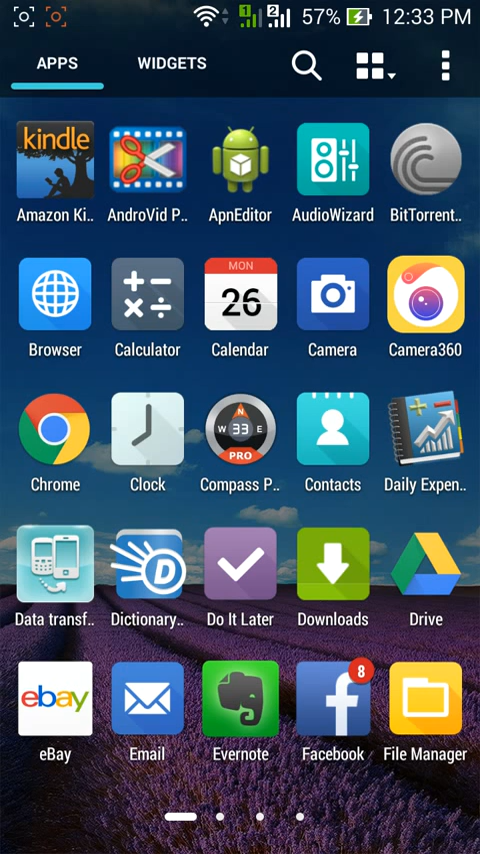 1 2 57% 12:33 PM
APPS WIDGETS
kindle
Amazon Ki.. AndroVid P.. ApnEditor AudioWizard BitTorrent..
MON
26
Browser Calculator Calendar Camera Camera360
N
W 33 E
PRO
Chrome Clock Compass P.. Contacts Daily Expen..
D
Data transf.. Dictionary.. Do It Later Downloads Drive
ebay f 8
eBay Email Evernote Facebook File Manager